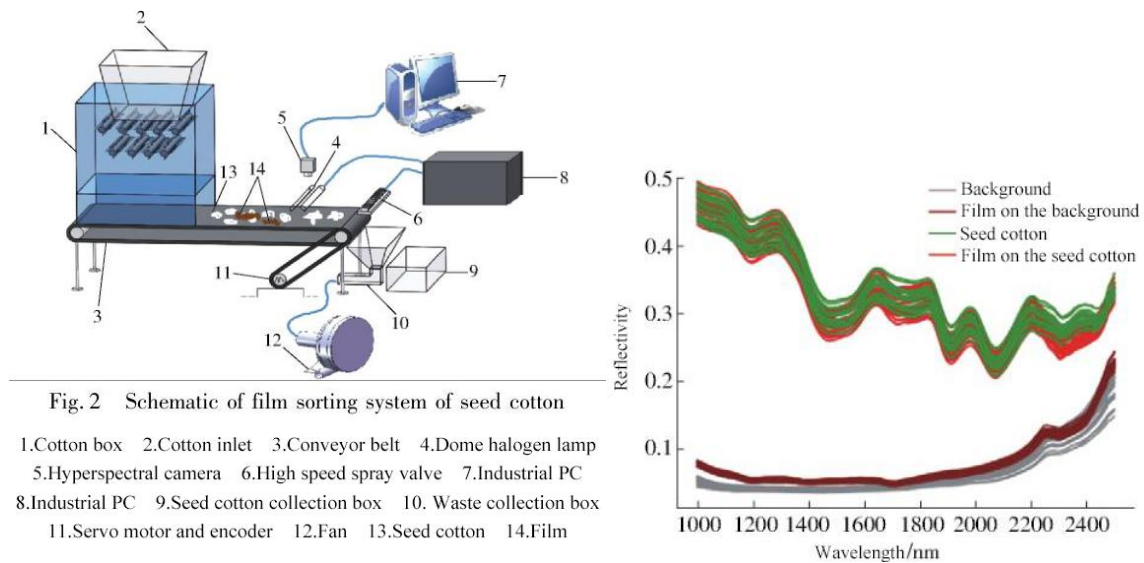 2
1
13
14
5
4
7
8
6
3
11
9
10
12
Fig. 2 Schematic of film sorting system of seed cotton
1.Cotton box 2.Cotton inlet 3.Conveyor belt 4.Dome halogen lamp
5.Hyperspectral camera 6.High speed spray valve 7.Industrial PC
8.Industrial PC 9.Seed cotton collection box 10. Waste collection box
11.Servo motor and encoder 12.Fan 13.Seed cotton 14.Film
Background
Film on the background
Seed cotton
Film on the seed cotton
Reflectivity
0.5
0.4
0.3
0.2
0.1
0
1000 1200 1400 1600 1800 2000 2200 2400
Wavelength/nm